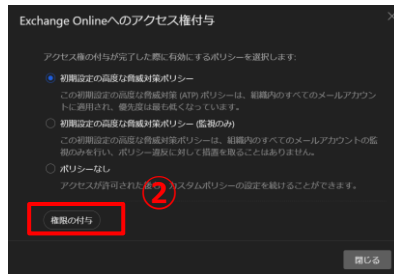 Exchange Onlineへのアクセス権付与
アクセス権の付与が完了した際に有効にするポリシーを選択します:
初期設定の高度な脅威対策ポリシー
この初期設定の高度な脅威対策 (ATP) ポリシーは、組織内のすべてのメールアカウン
トに適用され、優先度は最も低くなっています。
初期設定の高度な脅威対策ポリシー (監視のみ)
この初期設定の高度な脅威対策ポリシーは、組織内のすべてのメールアカウントの監
視のみを行い、ポリシー違反に対して措置を取ることはありません。
ポリシーなし
アクセスが許可された後も、カスタムポリシーの設定を続けることができます。
②
権限の付与
閉じる